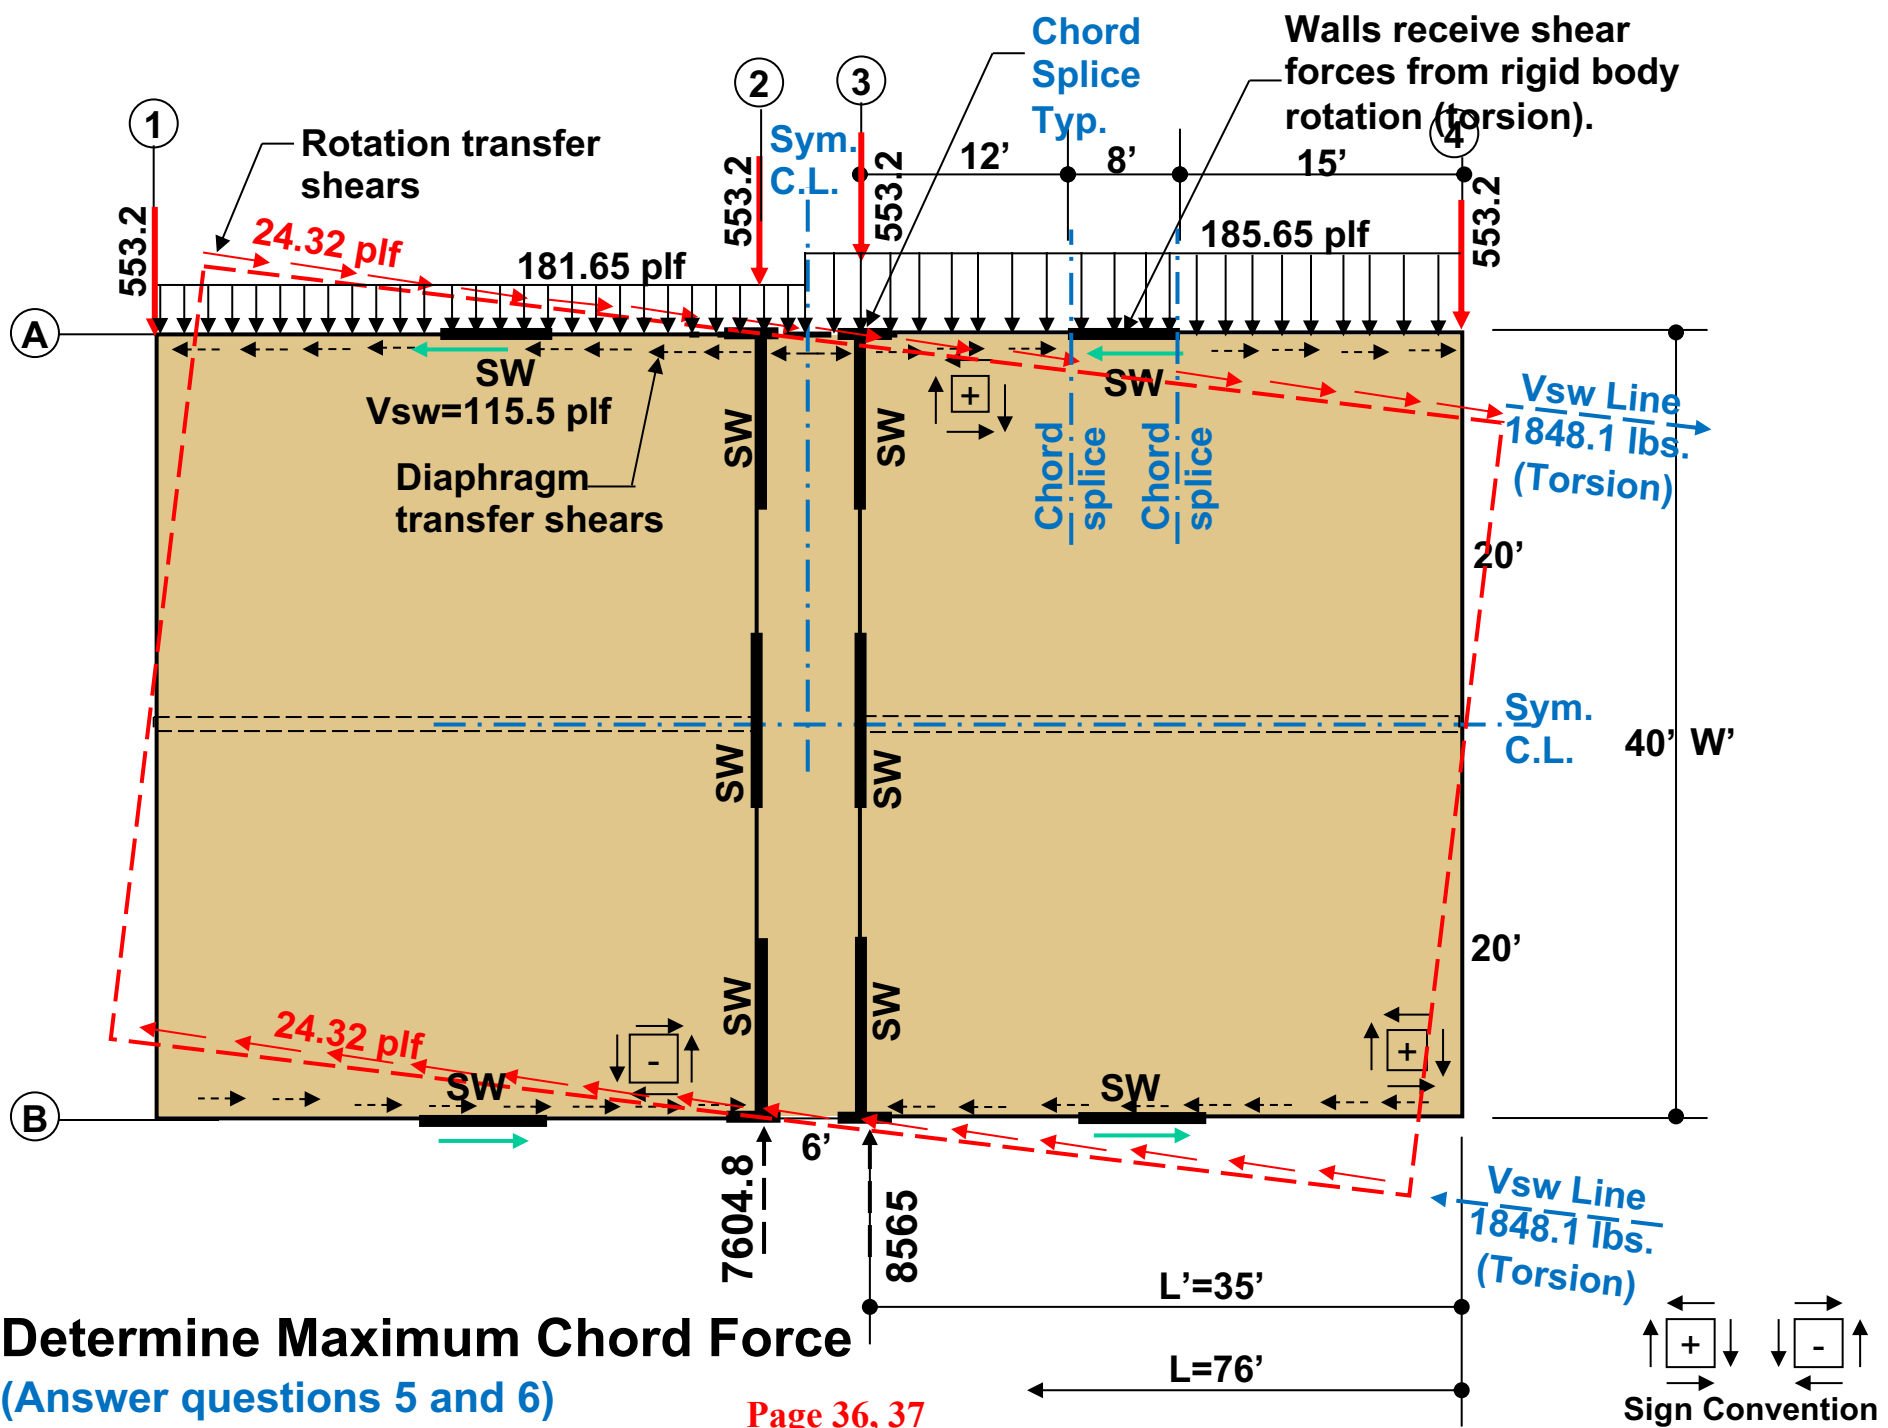 Chord
Splice
Typ.
Walls receive shear
forces from rigid body
rotation (torsion).
1
2
3
4
Rotation transfer
shears
Sym.
C.L.
12’
8’
15’
553.2
553.2
553.2
553.2
24.32 plf
181.65 plf
185.65 plf
A
SW
Vsw=115.5 plf
SW
SW
SW
+
Diaphragm
transfer shears
Chord
splice
Chord
splice
Vsw Line
1848.1 lbs.
(Torsion)
20’
Sym.
C.L.
40’ W’
SW
SW
20’
24.32 plf
SW
SW
-
+
SW
SW
B
6’
7604.8
8565
Vsw Line
1848.1 lbs.
(Torsion)
L’=35’
L=76’
Determine Maximum Chord Force
(Answer questions 5 and 6)
Page 36, 37
+
-
Sign Convention